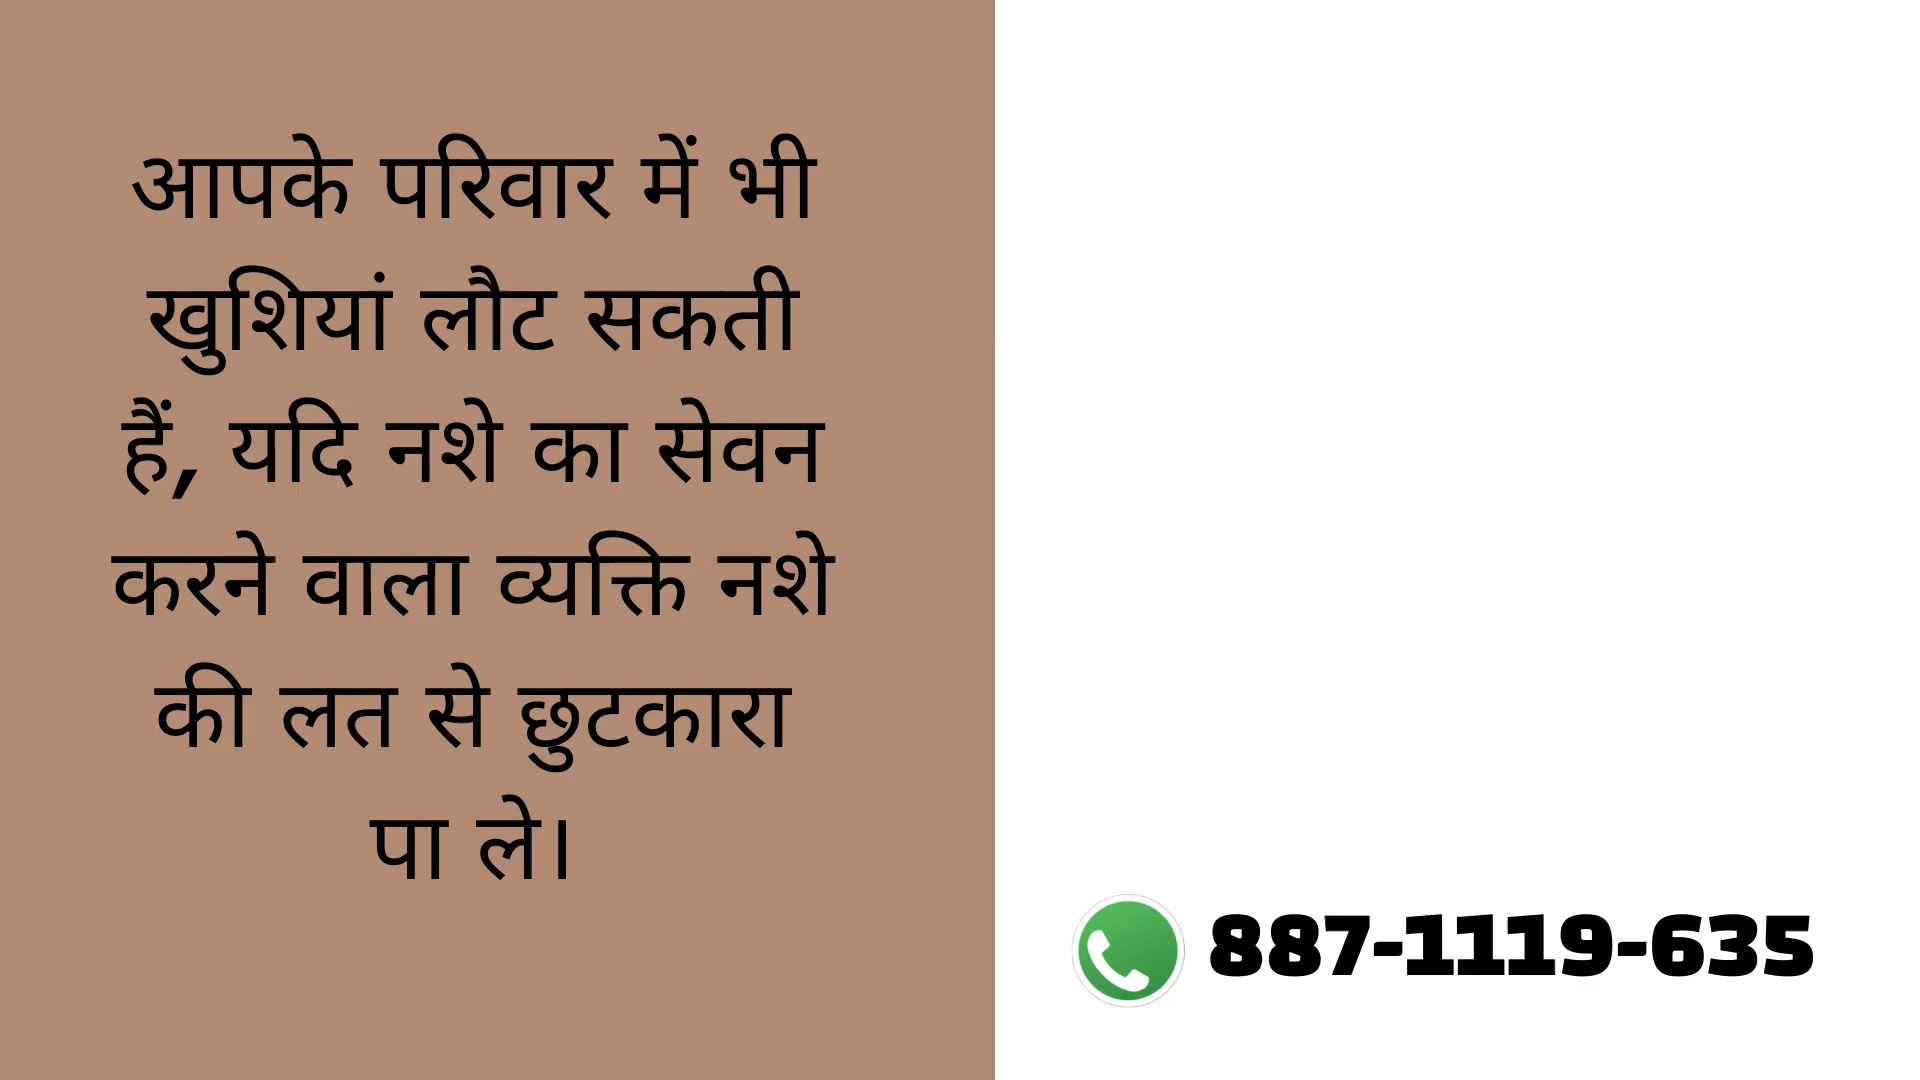 आपके परिवार में भी
खुशियां लौट सकती
हैं, यदि नशे का सेवन
करने वाला व्यक्ति नशे
की लत से छुटकारा
पा ले।
887-1119-635